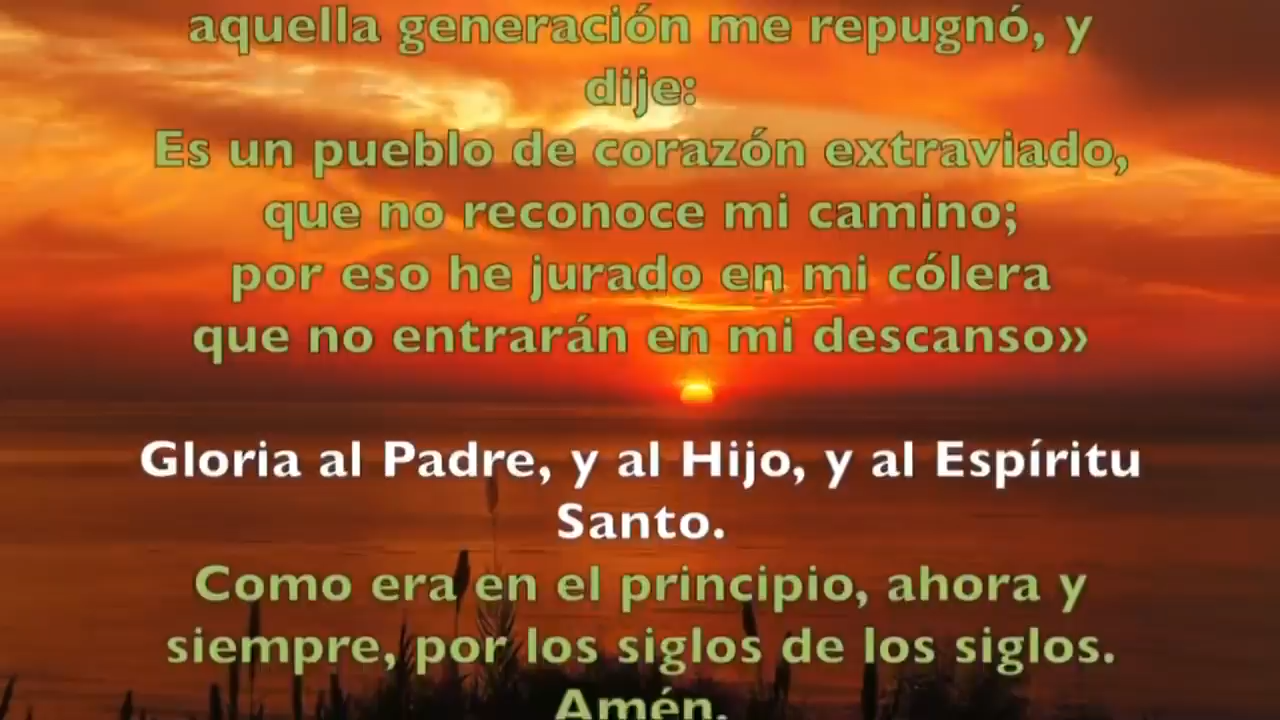 aquella generación me repugnó, y
dije:
Es un pueblo de corazón extraviado,
que no reconoce mi camino;
por eso he jurado en mi cólera
que no entrarán en mi descanso»
Gloria al Padre, y al Hijo, y al Espíritu
Santo.
Como era en el principio, ahora y
siempre, por los siglos de los siglos.
Amén.